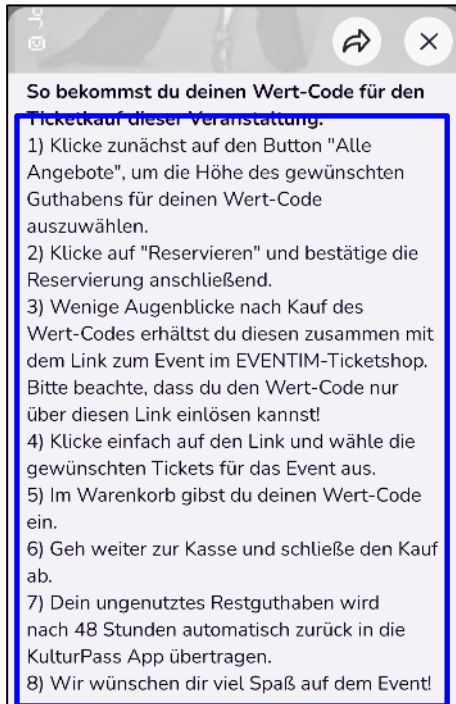 Jo
So bekommst du deinen Wert-Code für den
Ticketkauf dieser Veranstaltung:
1) Klicke zunächst auf den Button "Alle
Angebote", um die Höhe des gewünschten
Guthabens für deinen Wert-Code
auszuwählen.
2) Klicke auf "Reservieren" und bestätige die
Reservierung anschließend.
3) Wenige Augenblicke nach Kauf des
Wert-Codes erhältst du diesen zusammen mit
dem Link zum Event im EVENTIM-Ticketshop.
Bitte beachte, dass du den Wert-Code nur
über diesen Link einlösen kannst!
4) Klicke einfach auf den Link und wähle die
gewünschten Tickets für das Event aus.
5) Im Warenkorb gibst du deinen Wert-Code
ein.
6) Geh weiter zur Kasse und schließe den Kauf
ab.
7) Dein ungenutztes Restguthaben wird
nach 48 Stunden automatisch zurück in die
KulturPass App übertragen.
8) Wir wünschen dir viel Spaß auf dem Event!